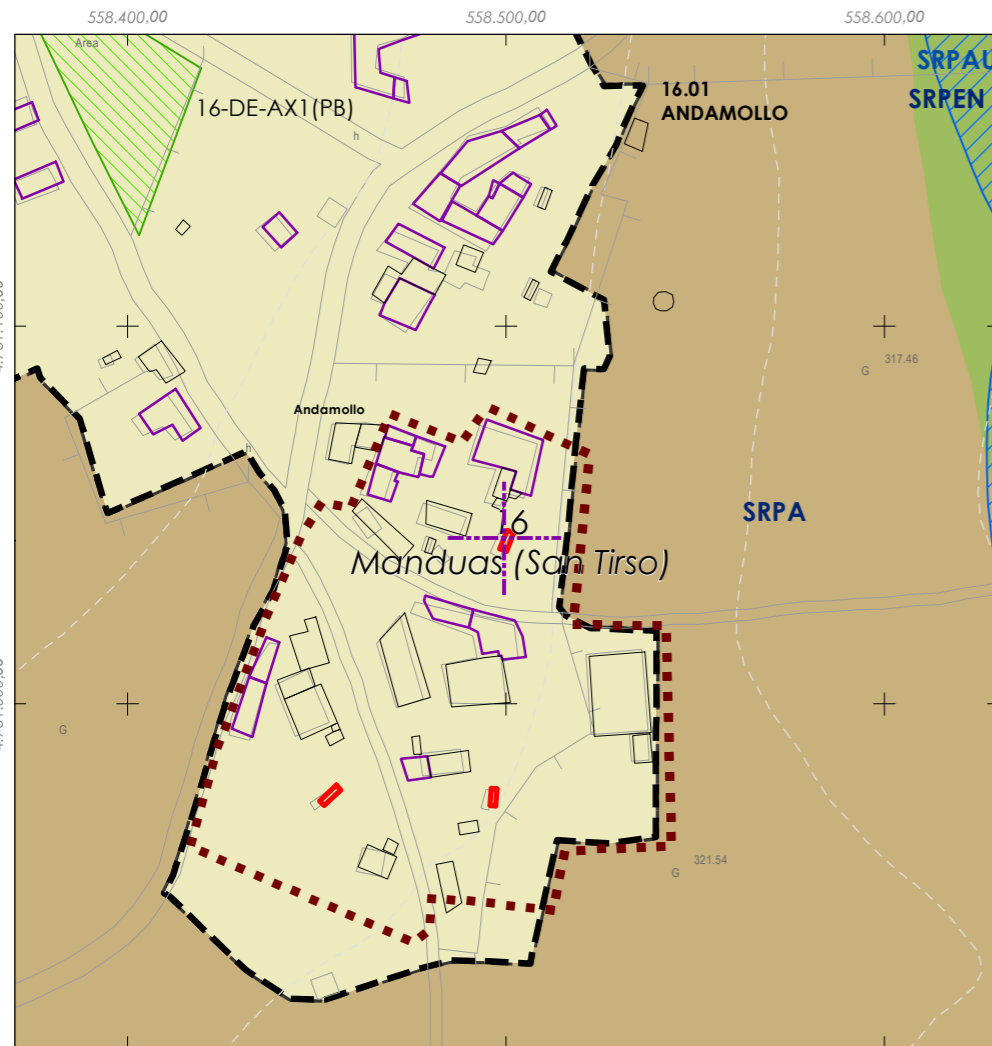 558.400,00
558.500,00
558.600,00
Area
SRPAU
16-DE-AX1(PB)
16.01
ANDAMOLLO
SRPEN
h
317.46
G
Andamollo
h
SRPA
6
Manduas (San Tirso)
G
321.54
G